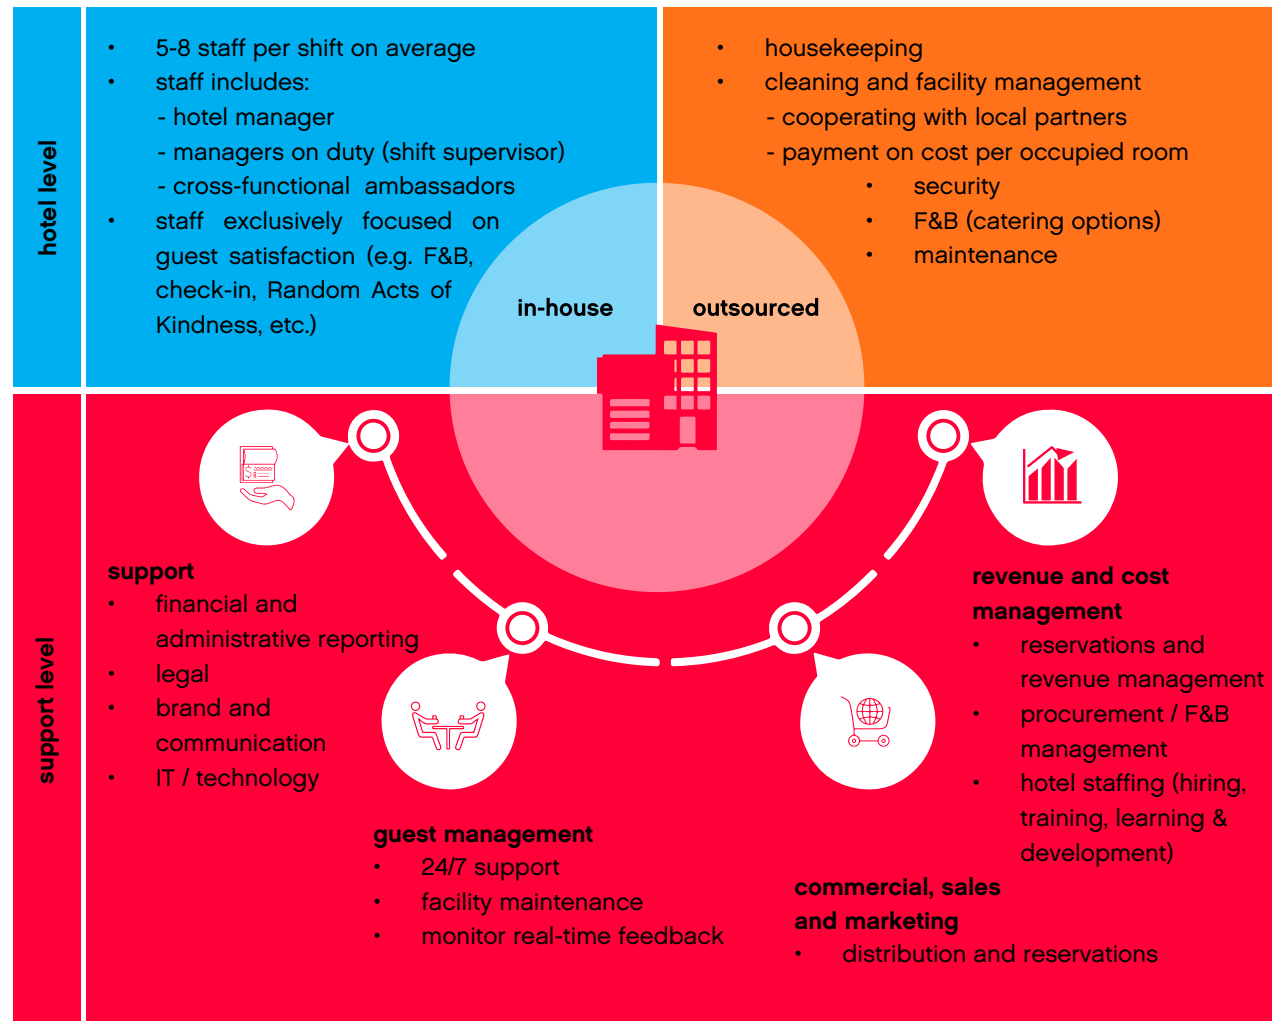 hotel level
• 5-8 staff per shift on average
• staff includes:
- hotel manager
- managers on duty (shift supervisor)
- cross-functional ambassadors
• staff exclusively focused on
guest satisfaction (e.g. F&B,
check-in, Random Acts of
Kindness, etc.)
in-house
• housekeeping
• cleaning and facility management
- cooperating with local partners
- payment on cost per occupied room
• security
• F&B (catering options)
• maintenance
outsourced
support level
support
• financial and
administrative reporting
• legal
• brand and
communication
• IT / technology
guest management
• 24/7 support
• facility maintenance
• monitor real-time feedback
commercial, sales
and marketing
• distribution and reservations
revenue and cost
management
• reservations and
revenue management
• procurement / F&B
management
• hotel staffing (hiring,
training, learning &
development)